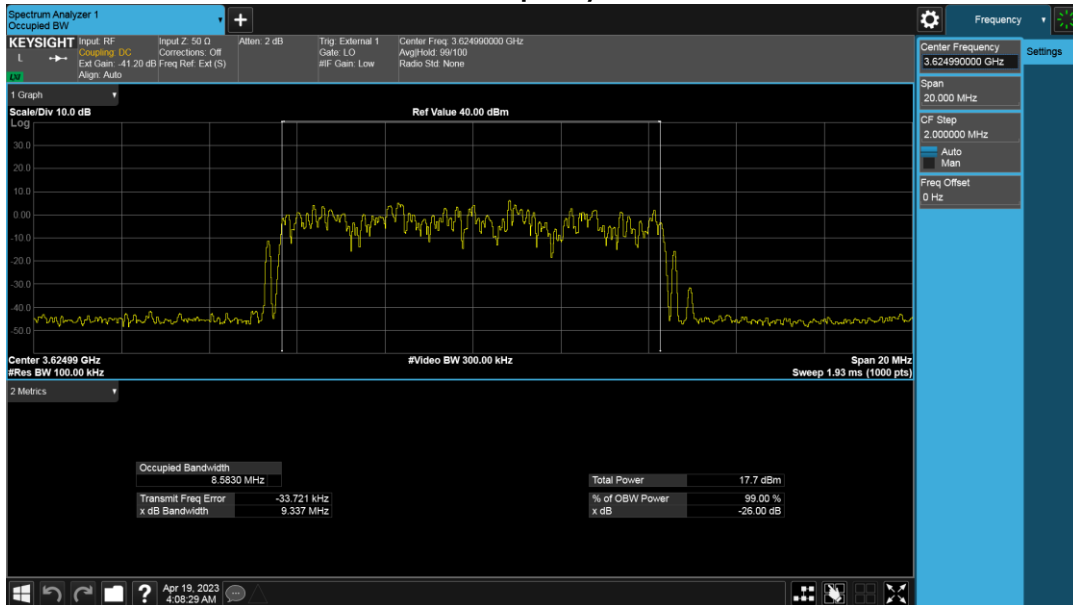 Spectrum Analyzer 1
Occupied BW
+
Frequency
KEYSIGHT
L
Input: RF
Coupling: DC
Ext Gain: -41.20 dB
Align: Auto
Input Z: 50 Ω
Corrections: Off
Freq Ref: Ext (S)
Atten: 2 dB
Trig: External 1
Gate: LO
#IF Gain: Low
Center Freq: 3.624990000 GHz
Avg|Hold: 99/100
Radio Std: None
Center Frequency
3.624990000 GHz
Settings
Span
20.000 MHz
CF Step
2.000000 MHz
Auto
Man
Freq Offset
0 Hz
1 Graph
Scale/Div 10.0 dB
Ref Value 40.00 dBm
Log
30.0
20.0
10.0
0.00
-10.0
-20.0
-30.0
-40.0
-50.0
Center 3.62499 GHz
#Video BW 300.00 kHz
Span 20 MHz
#Res BW 100.00 kHz
Sweep 1.93 ms (1000 pts)
2 Metrics
Occupied Bandwidth
8.5830 MHz
Total Power 17.7 dBm
Transmit Freq Error -33.721 kHz
% of OBW Power 99.00 %
x dB Bandwidth 9.337 MHz
x dB -26.00 dB
?
Apr 19, 2023
4:08:29 AM